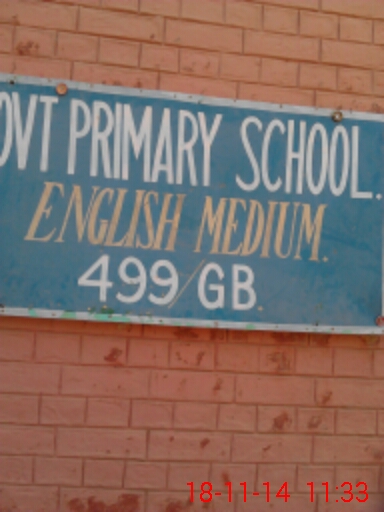 OVT PRIMARY SCHOOL.
ENGLISH MEDIUM.
499/GB.
18-11-14 11:33